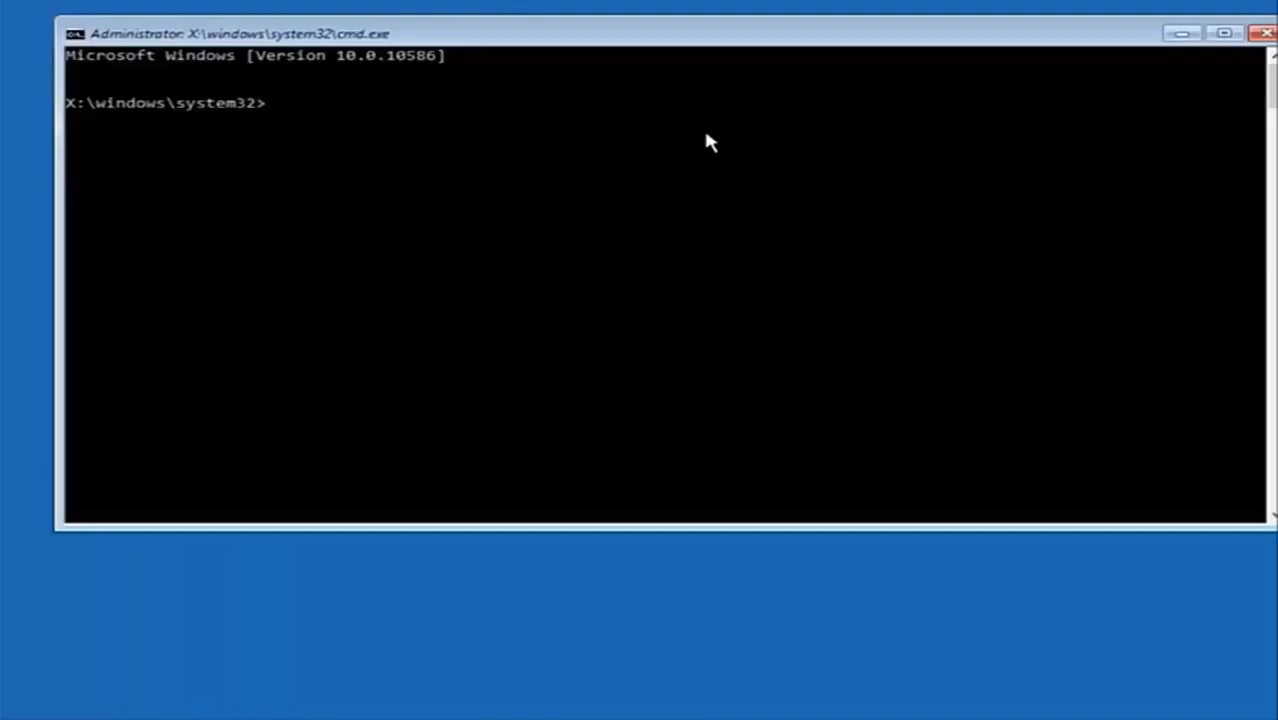 Administrator: X:\windows\system32\cmd.exe
Microsoft Windows [Version 10.0.10586]
X:\windows\system32>